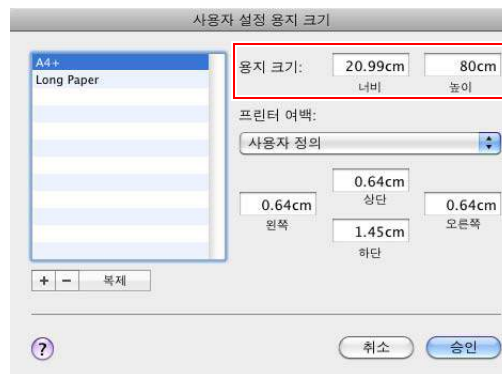 사용자 설정 용지 크기
A4+
Long Paper
용지 크기: 20.99cm 80cm
너비 높이
프린터 여백:
사용자 정의
0.64cm
상단
0.64cm 0.64cm
왼쪽 오른쪽
1.45cm
하단
+ − 복제
? 취소 승인